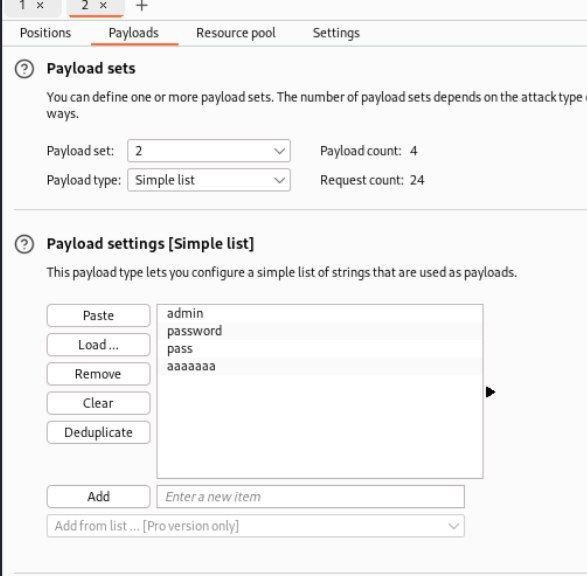 1 × 2 × +
Positions Payloads Resource pool Settings
? Payload sets
You can define one or more payload sets. The number of payload sets depends on the attack type
ways.
Payload set: 2 Payload count: 4
Payload type: Simple list Request count: 24
? Payload settings [Simple list]
This payload type lets you configure a simple list of strings that are used as payloads.
Paste
Load ...
Remove
Clear
Deduplicate
admin
password
pass
aaaaaaa
Add Enter a new item
Add from list ... [Pro version only]